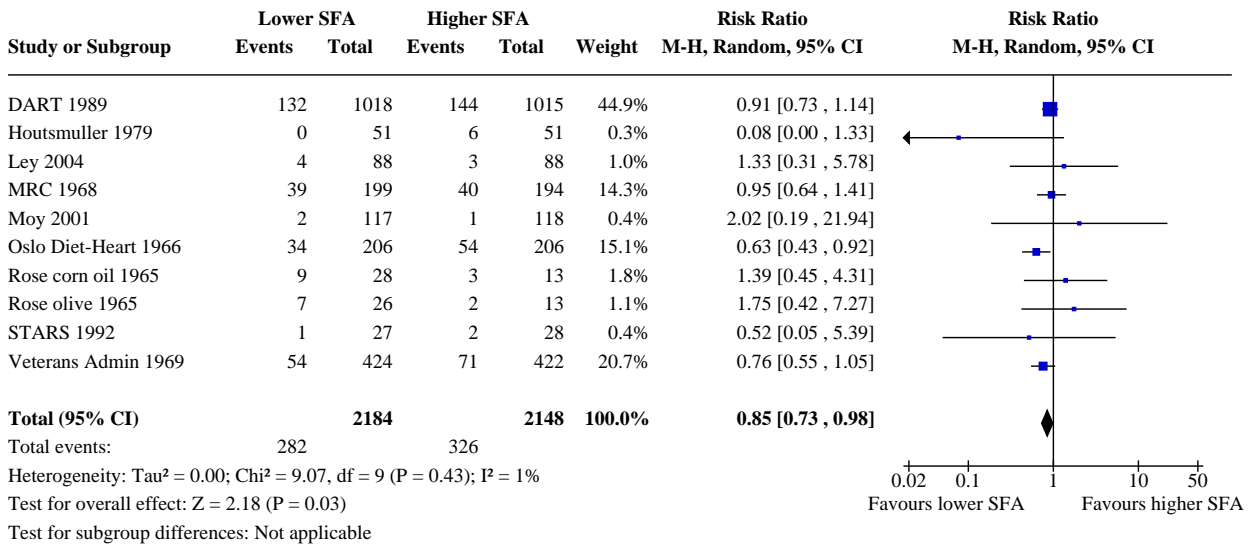 Lower SFA Higher SFA Risk Ratio Risk Ratio
Study or Subgroup Events Total Events Total Weight M-H, Random, 95% CI M-H, Random, 95% CI
DART 1989 132 1018 144 1015 44.9% 0.91 [0.73 , 1.14]
Houtsmuller 1979 0 51 6 51 0.3% 0.08 [0.00 , 1.33]
Ley 2004 4 88 3 88 1.0% 1.33 [0.31 , 5.78]
MRC 1968 39 199 40 194 14.3% 0.95 [0.64 , 1.41]
Moy 2001 2 117 1 118 0.4% 2.02 [0.19 , 21.94]
Oslo Diet-Heart 1966 34 206 54 206 15.1% 0.63 [0.43 , 0.92]
Rose corn oil 1965 9 28 3 13 1.8% 1.39 [0.45 , 4.31]
Rose olive 1965 7 26 2 13 1.1% 1.75 [0.42 , 7.27]
STARS 1992 1 27 2 28 0.4% 0.52 [0.05 , 5.39]
Veterans Admin 1969 54 424 71 422 20.7% 0.76 [0.55 , 1.05]
Total (95% CI) 2184 2148 100.0% 0.85 [0.73 , 0.98]
Total events: 282 326
Heterogeneity: Tau² = 0.00; Chi² = 9.07, df = 9 (P = 0.43); I² = 1% 0.02 0.1 1 10 50
Test for overall effect: Z = 2.18 (P = 0.03) Favours lower SFA Favours higher SFA
Test for subgroup differences: Not applicable